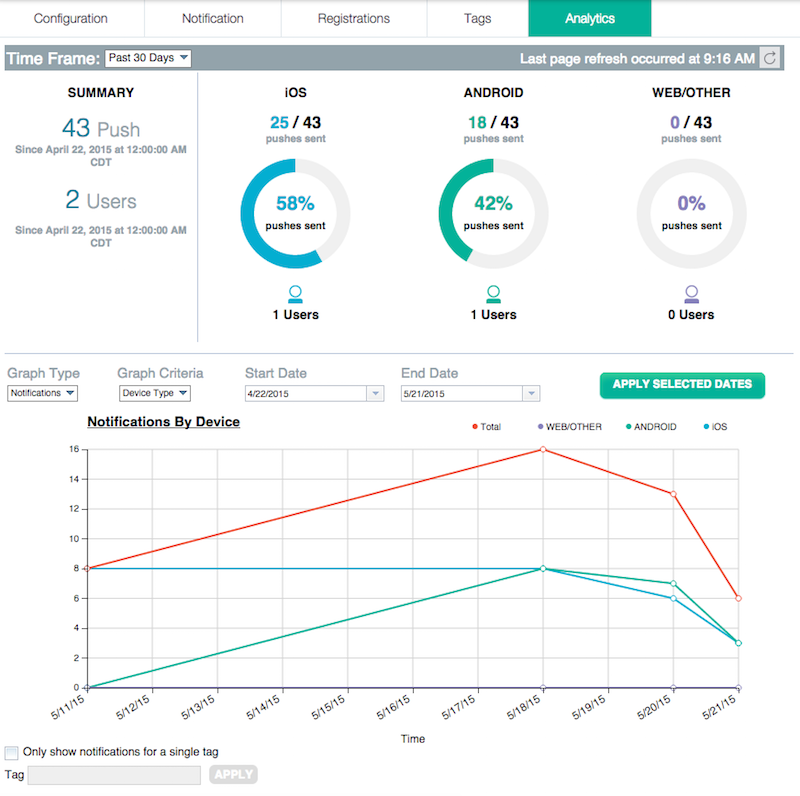 Configuration Notification Registrations Tags Analytics
Time Frame: Past 30 Days Last page refresh occurred at 9:16 AM
SUMMARY
43 Push
Since April 22, 2015 at 12:00:00 AM
CDT
2 Users
Since April 22, 2015 at 12:00:00 AM
CDT
iOS
25 / 43
pushes sent
58%
pushes sent
1 Users
ANDROID
18 / 43
pushes sent
42%
pushes sent
1 Users
WEB/OTHER
0 / 43
pushes sent
0%
pushes sent
0 Users
Graph Type Graph Criteria Start Date End Date
Notifications Device Type 4/22/2015 5/21/2015 APPLY SELECTED DATES
Notifications By Device
Total WEB/OTHER ANDROID iOS
16
14
12
10
8
6
4
2
0
5/11/15 5/12/15 5/13/15 5/14/15 5/15/15 5/16/15 5/17/15 5/18/15 5/19/15 5/20/15 5/21/15
Time
Only show notifications for a single tag
Tag APPLY